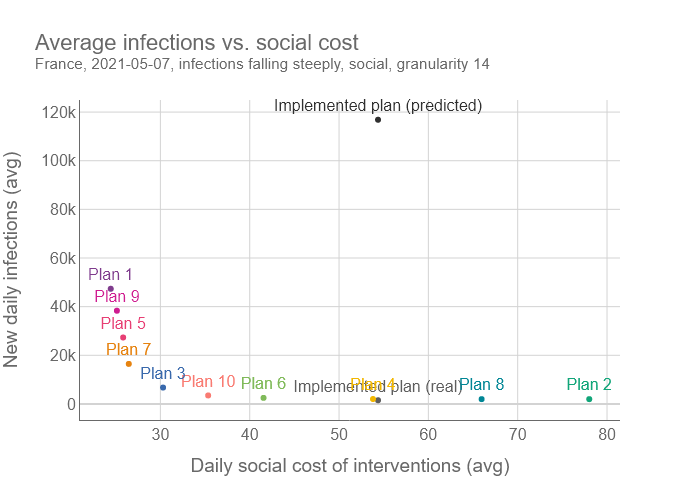 Average infections vs. social cost
France, 2021-05-07, infections falling steeply, social, granularity 14
New daily infections (avg)
120k
100k
80k
60k
40k
20k
0
Implemented plan (predicted)
Plan 1
Plan 9
Plan 5
Plan 7
Plan 3
Plan 10
Plan 6
Implemented plan (real)
Plan 4
Plan 8
Plan 2
30
40
50
60
70
80
Daily social cost of interventions (avg)